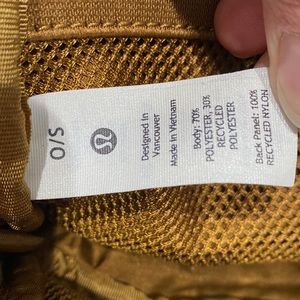 O/S
Designed in
Vancouver
Made in Vietnam
Body: 70%
POLYESTER, 30%
RECYCLED
POLYESTER
Back Panel: 100%
RECYCLED NYLON